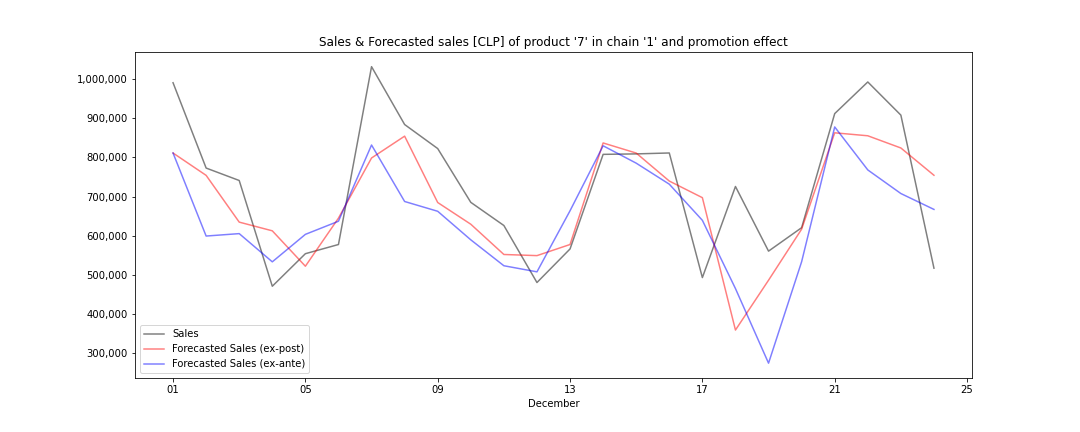 Sales & Forecasted sales [CLP] of product '7' in chain '1' and promotion effect
1,000,000
900,000
800,000
700,000
600,000
500,000
400,000
300,000
Sales
Forecasted Sales (ex-post)
Forecasted Sales (ex-ante)
01 05 09 13 17 21 25
December